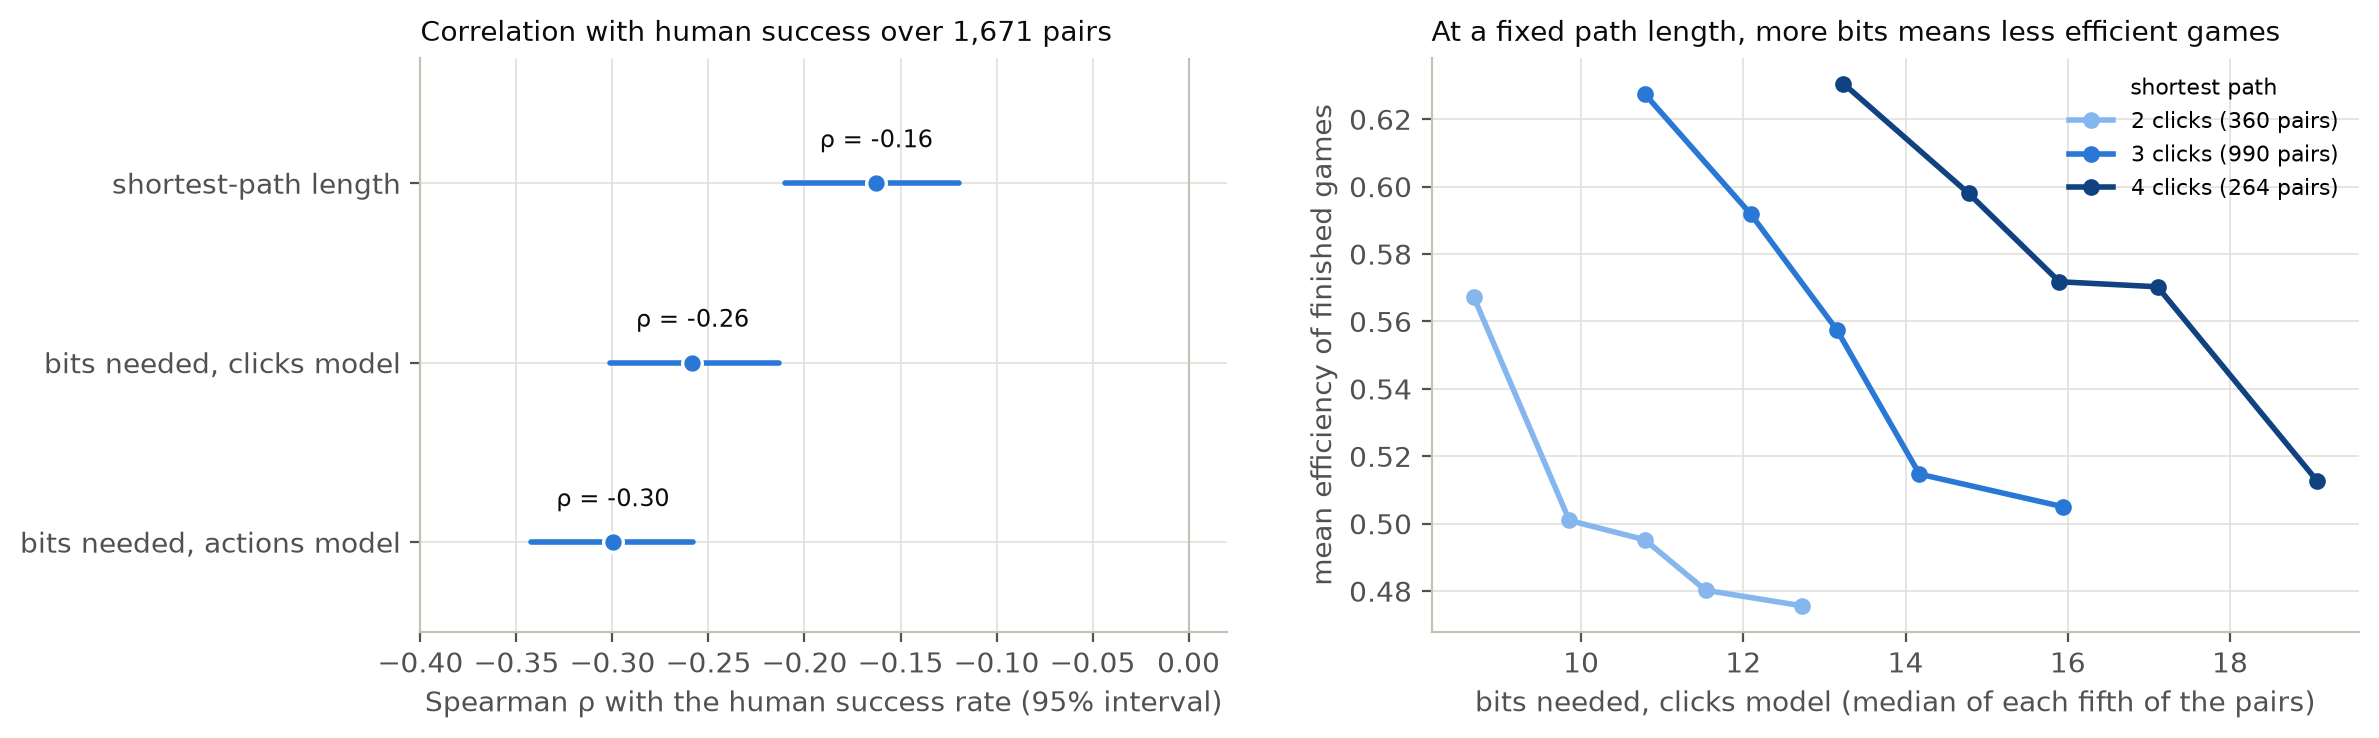 Correlation with human success over 1,671 pairs
ρ = -0.16
shortest-path length
ρ = -0.26
bits needed, clicks model
ρ = -0.30
bits needed, actions model
−0.40 −0.35 −0.30 −0.25 −0.20 −0.15 −0.10 −0.05 0.00
Spearman ρ with the human success rate (95% interval)
At a fixed path length, more bits means less efficient games
shortest path
2 clicks (360 pairs)
3 clicks (990 pairs)
4 clicks (264 pairs)
mean efficiency of finished games
0.62
0.60
0.58
0.56
0.54
0.52
0.50
0.48
10 12 14 16 18
bits needed, clicks model (median of each fifth of the pairs)